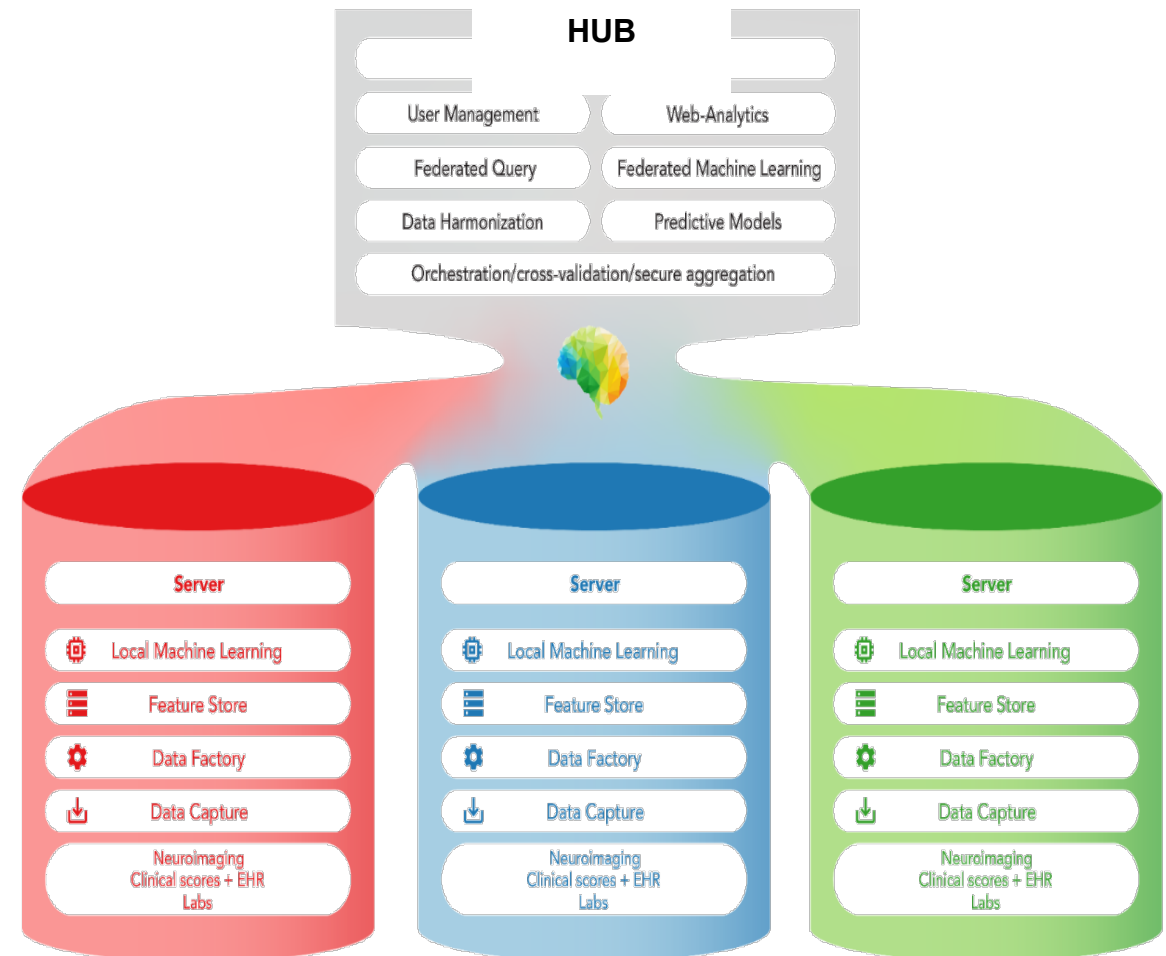 HUB
User Management
Web-Analytics
Federated Query
Federated Machine Learning
Data Harmonization
Predictive Models
Orchestration/cross-validation/secure aggregation
Server
Local Machine Learning
Feature Store
Data Factory
Data Capture
Neuroimaging
Clinical scores + EHR
Labs
Server
Local Machine Learning
Feature Store
Data Factory
Data Capture
Neuroimaging
Clinical scores + EHR
Labs
Server
Local Machine Learning
Feature Store
Data Factory
Data Capture
Neuroimaging
Clinical scores + EHR
Labs